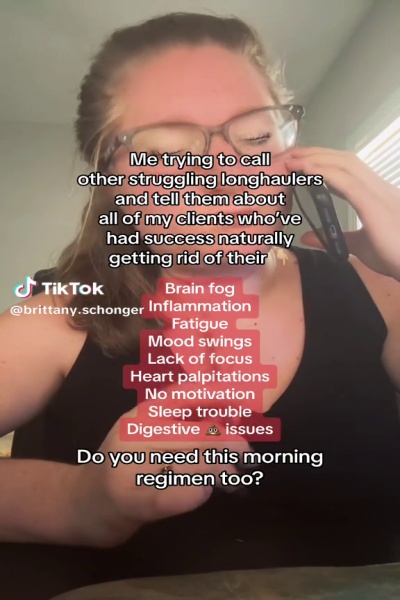 Me trying to call
other struggling longhaulers
and tell them about
all of my clients who've
had success naturally
getting rid of their
TikTok
@brittany.schonger
Brain fog
Inflammation
Fatigue
Mood swings
Lack of focus
Heart palpitations
No motivation
Sleep trouble
Digestive 💩 issues
Do you need this morning
regimen too?